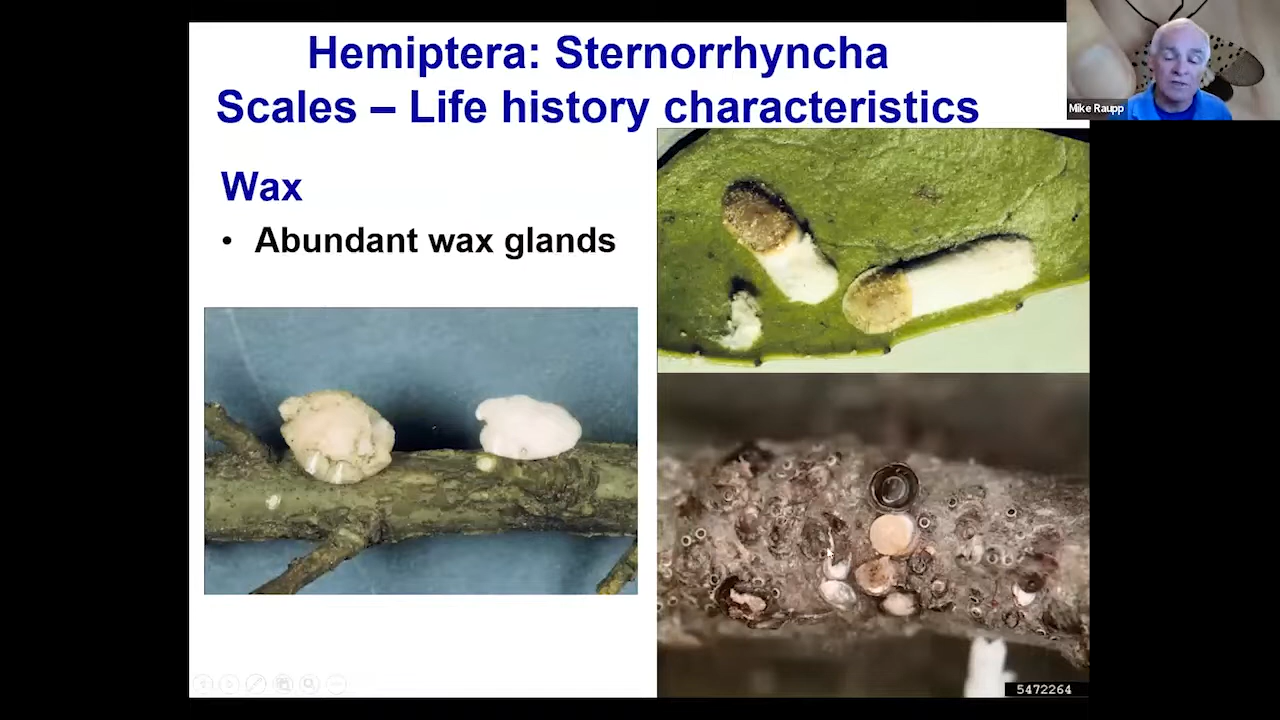 Hemiptera: Sternorrhyncha
Scales – Life history characteristics
Wax
• Abundant wax glands
Mike Raupp
5472264